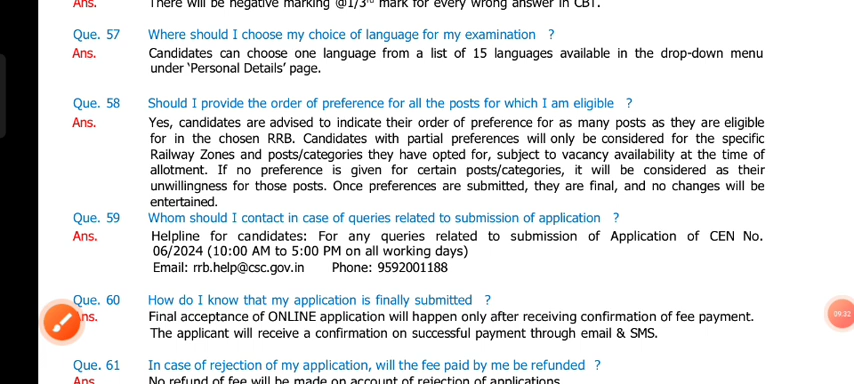 Ans. There will be negative marking @1/3rd mark for every wrong answer in CBT.
Que. 57 Where should I choose my choice of language for my examination ?
Ans. Candidates can choose one language from a list of 15 languages available in the drop-down menu
under ‘Personal Details’ page.
Que. 58 Should I provide the order of preference for all the posts for which I am eligible ?
Ans. Yes, candidates are advised to indicate their order of preference for as many posts as they are eligible
for in the chosen RRB. Candidates with partial preferences will only be considered for the specific
Railway Zones and posts/categories they have opted for, subject to vacancy availability at the time of
allotment. If no preference is given for certain posts/categories, it will be considered as their
unwillingness for those posts. Once preferences are submitted, they are final, and no changes will be
entertained.
Que. 59 Whom should I contact in case of queries related to submission of application ?
Ans. Helpline for candidates: For any queries related to submission of Application of CEN No.
06/2024 (10:00 AM to 5:00 PM on all working days)
Email: rrb.help@csc.gov.in Phone: 9592001188
Que. 60 How do I know that my application is finally submitted ?
ns. Final acceptance of ONLINE application will happen only after receiving confirmation of fee payment.
The applicant will receive a confirmation on successful payment through email & SMS.
09:32
Que. 61 In case of rejection of my application, will the fee paid by me be refunded ?
Ans. No refund of fee will be made on account of rejection of applications.